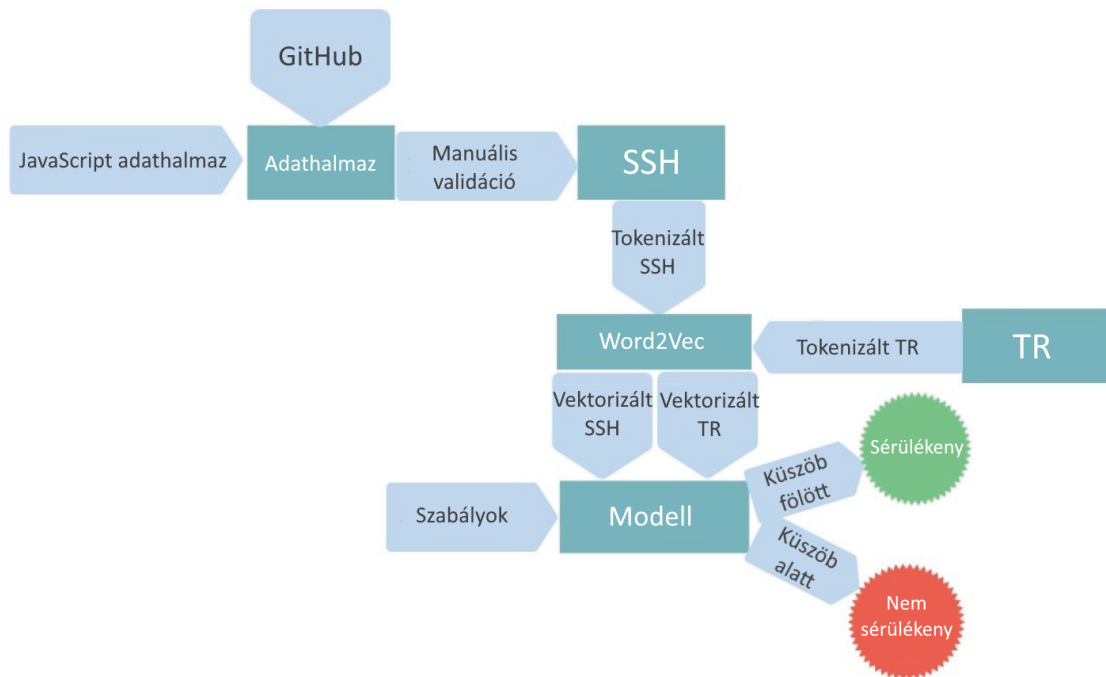 GitHub
JavaScript adathalmaz
Adathalmaz
Manuális
validáció
SSH
Tokenizált
SSH
Word2Vec
Tokenizált TR
TR
Vektorizált
SSH
Vektorizált
TR
Sérülékeny
Küszöb
fölött
Szabályok
Modell
Küszöb
alatt
Nem
sérülékeny